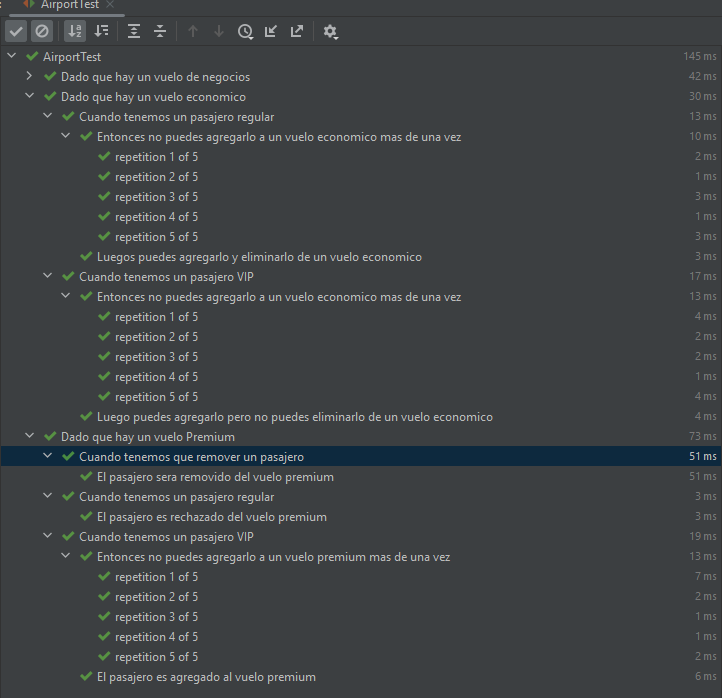 AirportTest
AirportTest 145 ms
Dado que hay un vuelo de negocios 42 ms
Dado que hay un vuelo economico 30 ms
Cuando tenemos un pasajero regular 13 ms
Entonces no puedes agregarlo a un vuelo economico mas de una vez 10 ms
repetition 1 of 5 2 ms
repetition 2 of 5 1 ms
repetition 3 of 5 3 ms
repetition 4 of 5 1 ms
repetition 5 of 5 3 ms
Luegos puedes agregarlo y eliminarlo de un vuelo economico 3 ms
Cuando tenemos un pasajero VIP 17 ms
Entonces no puedes agregarlo a un vuelo economico mas de una vez 13 ms
repetition 1 of 5 4 ms
repetition 2 of 5 2 ms
repetition 3 of 5 2 ms
repetition 4 of 5 1 ms
repetition 5 of 5 4 ms
Luego puedes agregarlo pero no puedes eliminarlo de un vuelo economico 4 ms
Dado que hay un vuelo Premium 73 ms
Cuando tenemos que remover un pasajero 51 ms
El pasajero sera removido del vuelo premium 51 ms
Cuando tenemos un pasajero regular 3 ms
El pasajero es rechazado del vuelo premium 3 ms
Cuando tenemos un pasajero VIP 19 ms
Entonces no puedes agregarlo a un vuelo premium mas de una vez 13 ms
repetition 1 of 5 7 ms
repetition 2 of 5 2 ms
repetition 3 of 5 1 ms
repetition 4 of 5 1 ms
repetition 5 of 5 2 ms
El pasajero es agregado al vuelo premium 6 ms